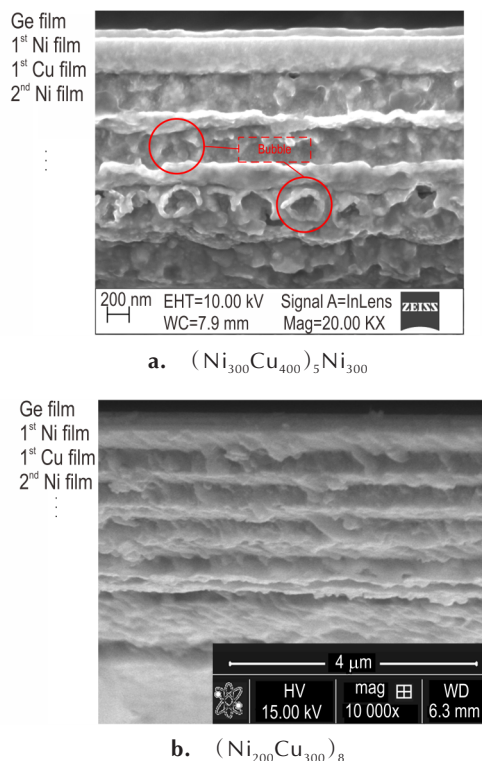 Ge film
1st Ni film
1st Cu film
2nd Ni film
⋮
Bubble
200 nm EHT=10.00 kV Signal A=InLens ZEISS
WC=7.9 mm Mag=20.00 KX
a. (Ni300Cu400)5Ni300
Ge film
1st Ni film
1st Cu film
2nd Ni film
⋮
4 μm
HV mag WD
15.00 kV 10 000x 6.3 mm
b. (Ni200Cu300)8